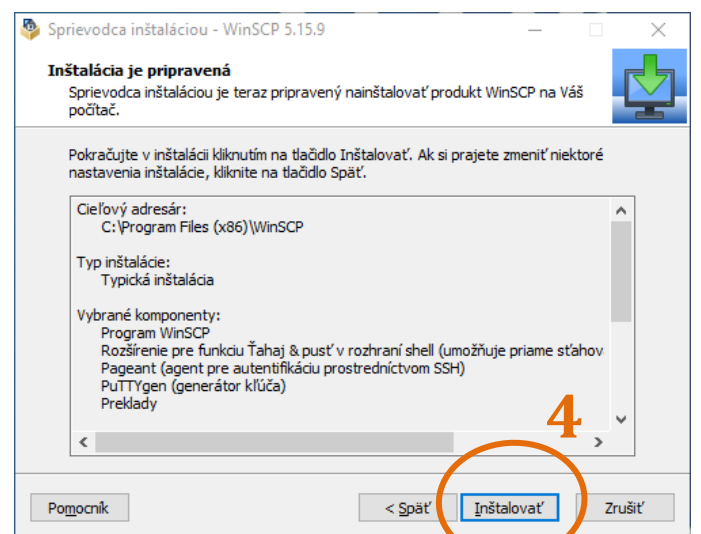 Sprievodca inštaláciou - WinSCP 5.15.9
Inštalácia je pripravená
Sprievodca inštaláciou je teraz pripravený nainštalovať produkt WinSCP na Váš
počítač.
Pokračujte v inštalácii kliknutím na tlačidlo Inštalovať. Ak si prajete zmeniť niektoré
nastavenia inštalácie, kliknite na tlačidlo Späť.
Cieľový adresár:
C:\Program Files (x86)\WinSCP
Typ inštalácie:
Typická inštalácia
Vybrané komponenty:
Program WinSCP
Rozšírenie pre funkciu Ťahaj & pusť v rozhraní shell (umožňuje priame sťahov
Pageant (agent pre autentifikáciu prostredníctvom SSH)
PuTTYgen (generátor kľúča)
Preklady
4
Pomocník
< Späť
Inštalovať
Zrušiť